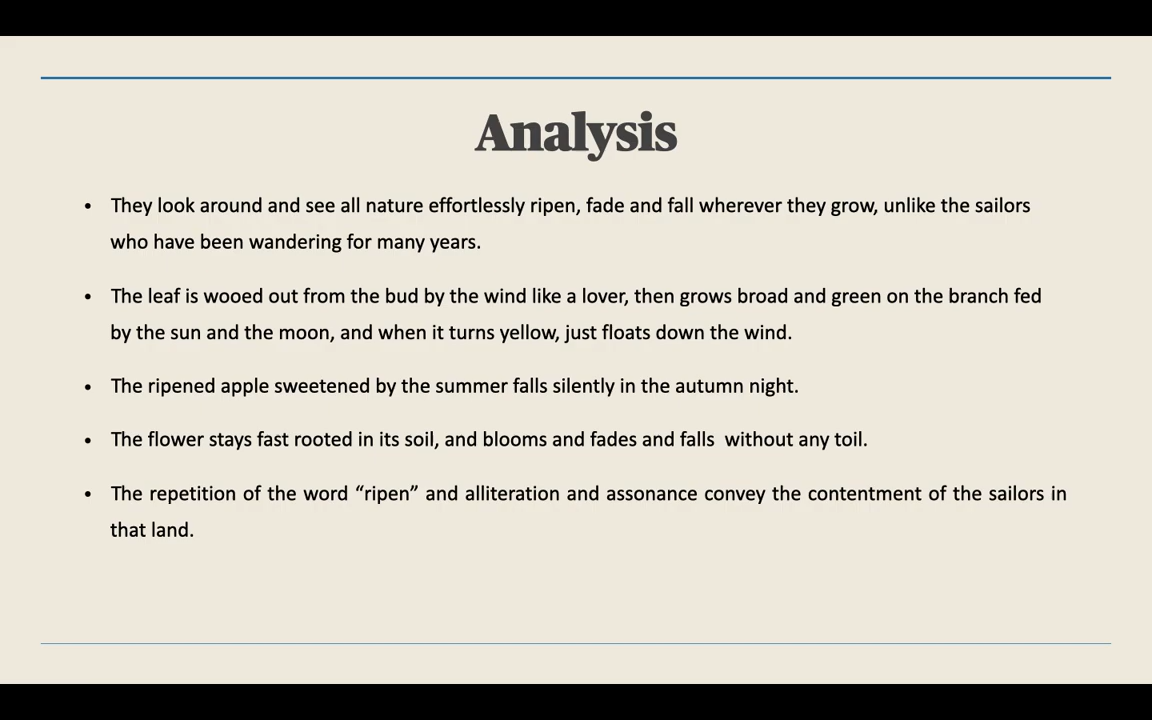 Analysis
• They look around and see all nature effortlessly ripen, fade and fall wherever they grow, unlike the sailors
who have been wandering for many years.
• The leaf is wooed out from the bud by the wind like a lover, then grows broad and green on the branch fed
by the sun and the moon, and when it turns yellow, just floats down the wind.
• The ripened apple sweetened by the summer falls silently in the autumn night.
• The flower stays fast rooted in its soil, and blooms and fades and falls  without any toil.
• The repetition of the word “ripen” and alliteration and assonance convey the contentment of the sailors in
that land.